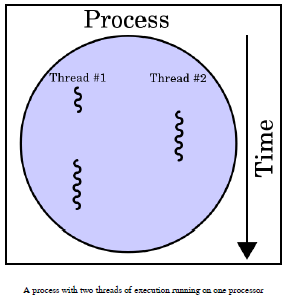 Process
Thread #1
Thread #2
Time
A process with two threads of execution running on one processor